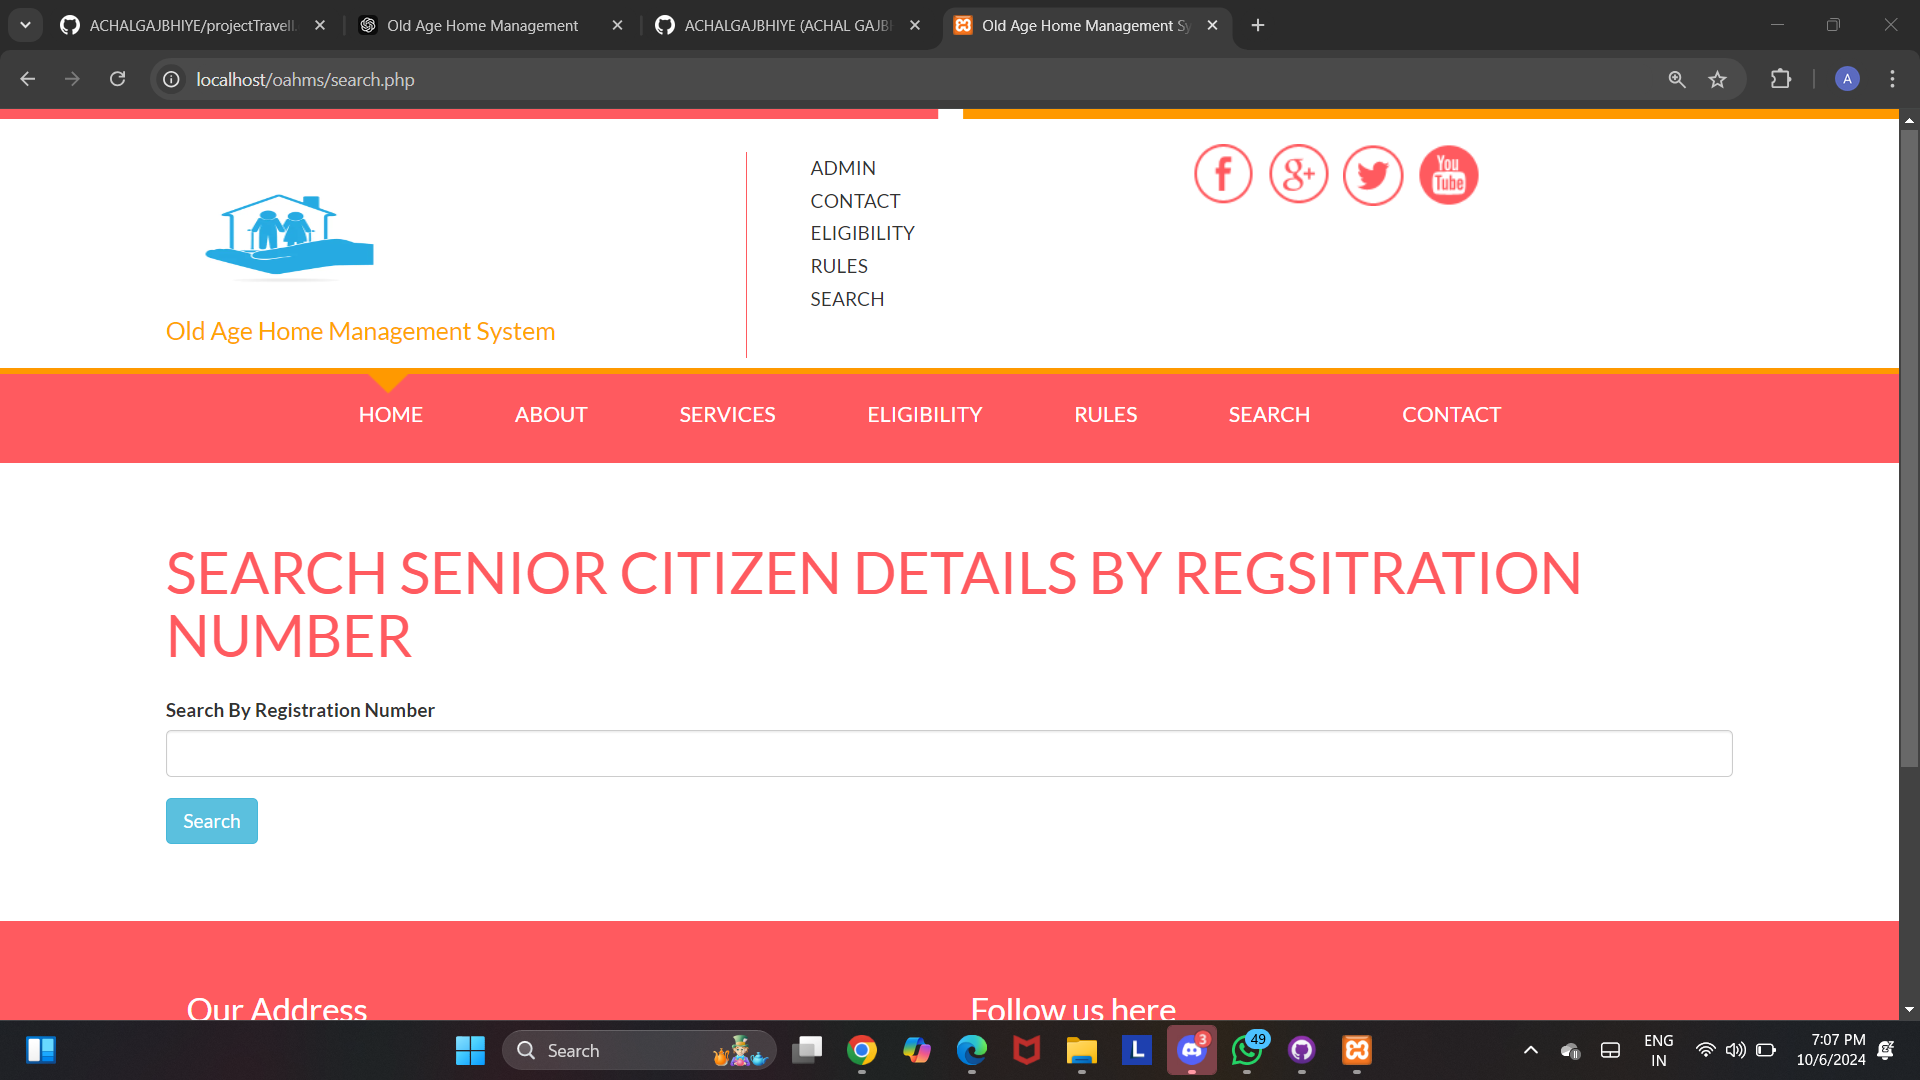 ACHALGAJBHIYE/projectTravell
Old Age Home Management
ACHALGAJBHIYE (ACHAL GAJBH
Old Age Home Management Sy
localhost/oahms/search.php
A
ADMIN
CONTACT
ELIGIBILITY
RULES
SEARCH
f
g+
You
Tube
Old Age Home Management System
HOME
ABOUT
SERVICES
ELIGIBILITY
RULES
SEARCH
CONTACT
SEARCH SENIOR CITIZEN DETAILS BY REGSITRATION
NUMBER
Search By Registration Number
Search
Our Address
Follow us here
Search
L
3
49
ENG
IN
7:07 PM
10/6/2024